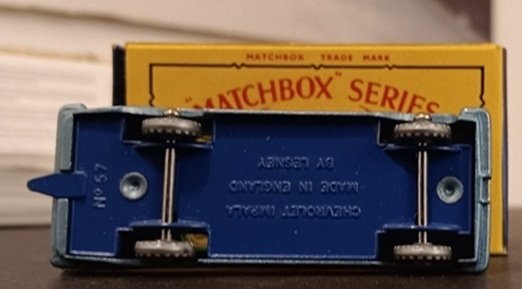 MATCHBOX TRADE MARK
"MATCHBOX" SERIES
Nº 57
CHEVROLET IMPALA
MADE IN ENGLAND
BY LESNEY